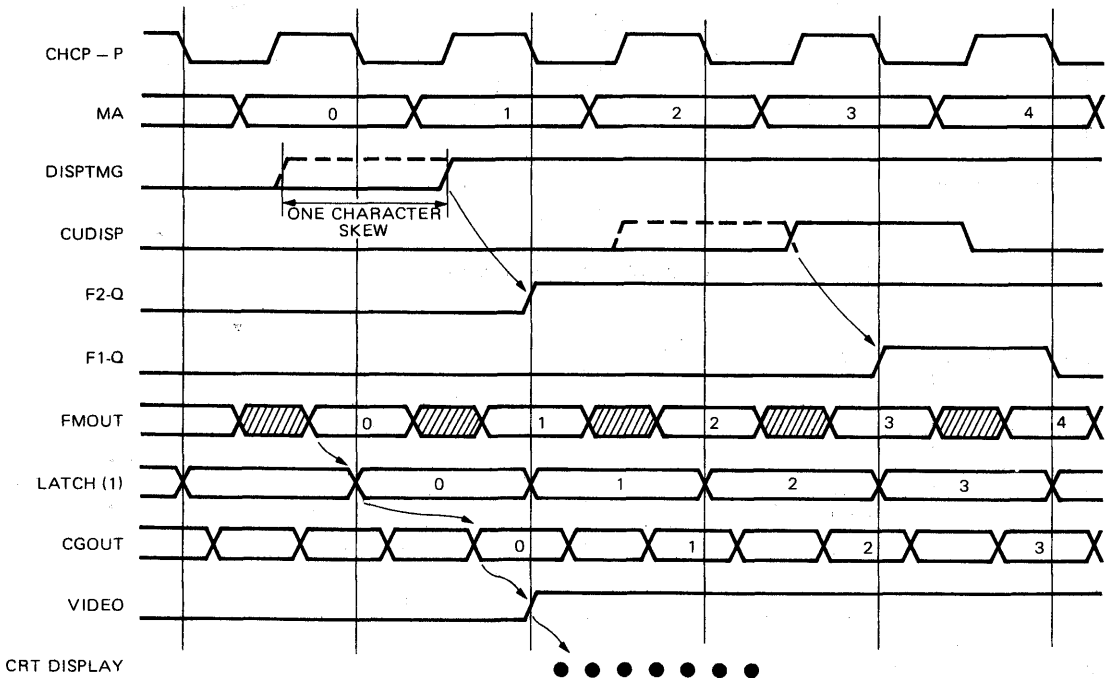 CHCP – P
MA
0 1 2 3 4
DISPTMG
ONE CHARACTER
SKEW
CUDISP
F2-Q
F1-Q
FMOUT
0 1 2 3 4
LATCH (1)
0 1 2 3
CGOUT
0 1 2 3
VIDEO
CRT DISPLAY